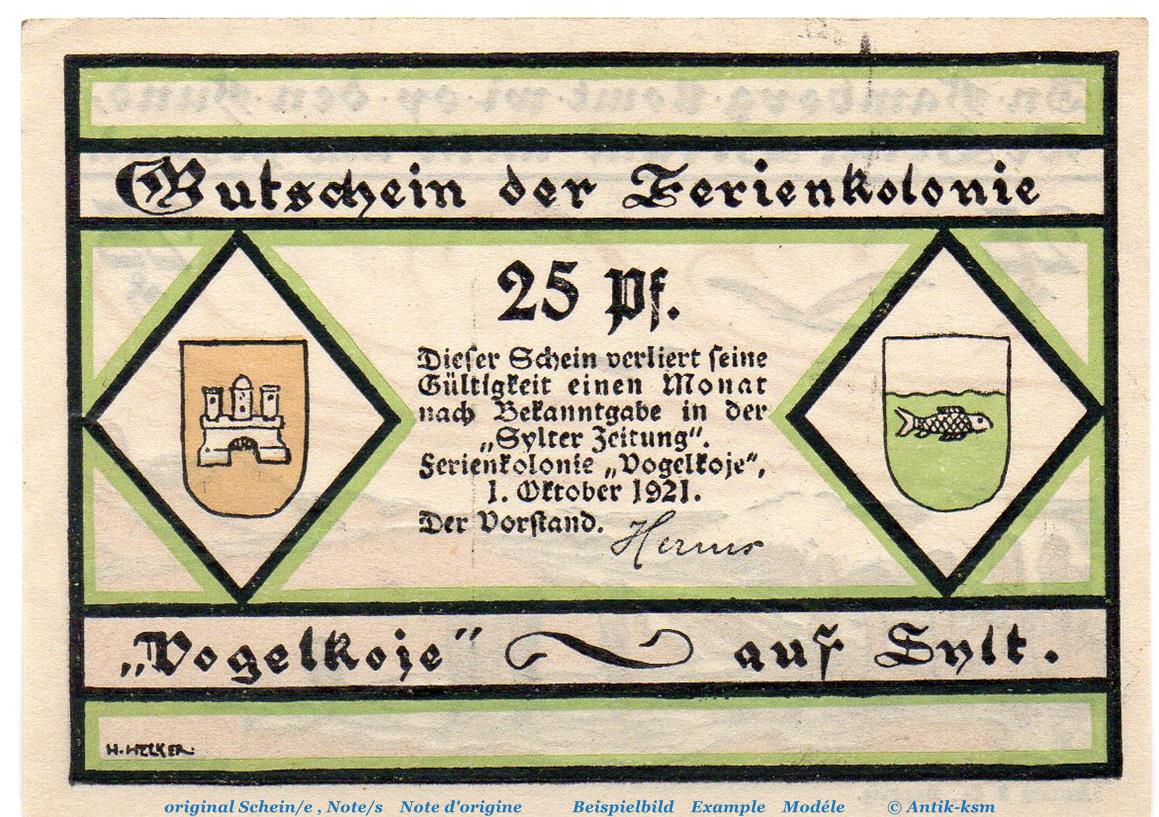 Gutschein der Ferienkolonie
25 Pf.
Dieser Schein verliert seine
Gültigkeit einen Monat
nach Bekanntgabe in der
„Sylter Zeitung“.
Ferienkolonie „Vogelkoje“,
1. Oktober 1921.
Der Vorstand.
„Vogelkoje“ auf Sylt.
original Schein/e , Note/s Note d'origine Beispielbild Example Modéle © Antik-ksm